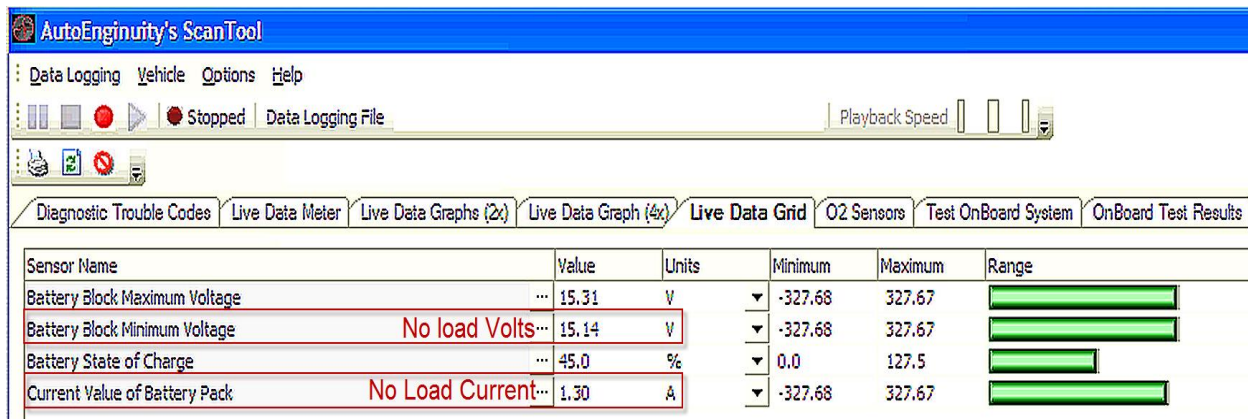 AutoEnginuity's ScanTool
Data Logging Vehicle Options Help
Stopped Data Logging File Playback Speed
Diagnostic Trouble Codes Live Data Meter Live Data Graphs (2x) Live Data Graph (4x) Live Data Grid O2 Sensors Test OnBoard System OnBoard Test Results
Sensor Name Value Units Minimum Maximum Range
Battery Block Maximum Voltage ... 15.31 V -327.68 327.67
Battery Block Minimum Voltage No load Volts ... 15.14 V -327.68 327.67
Battery State of Charge ... 45.0 % 0.0 127.5
Current Value of Battery Pack No Load Current ... 1.30 A -327.68 327.67